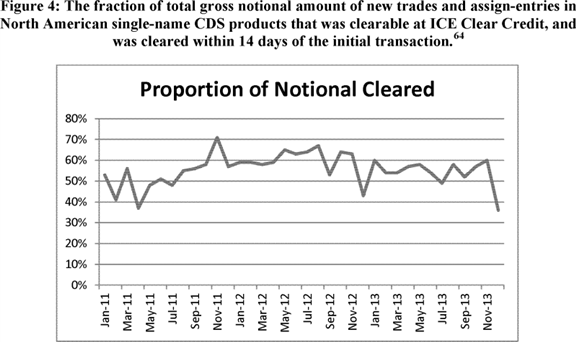 Figure 4: The fraction of total gross notional amount of new trades and assign-entries in
North American single-name CDS products that was clearable at ICE Clear Credit, and
was cleared within 14 days of the initial transaction.64
Proportion of Notional Cleared
80%
70%
60%
50%
40%
30%
20%
10%
0%
Jan-11
Mar-11
May-11
Jul-11
Sep-11
Nov-11
Jan-12
Mar-12
May-12
Jul-12
Sep-12
Nov-12
Jan-13
Mar-13
May-13
Jul-13
Sep-13
Nov-13